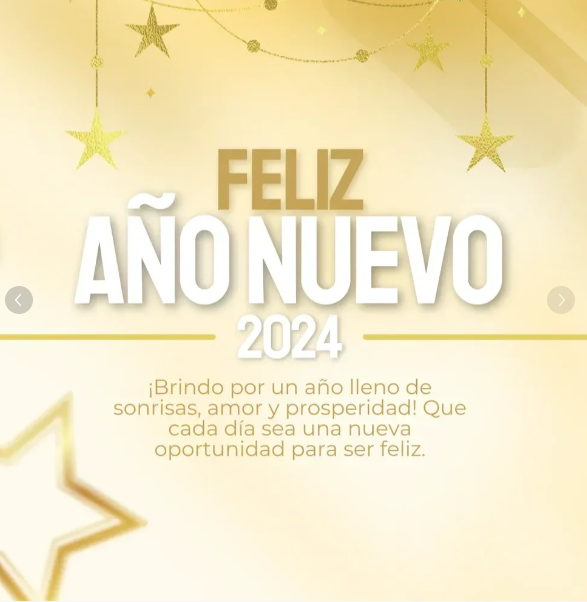 FELIZ
AÑO NUEVO
2024
¡Brindo por un año lleno de
sonrisas, amor y prosperidad! Que
cada día sea una nueva
oportunidad para ser feliz.